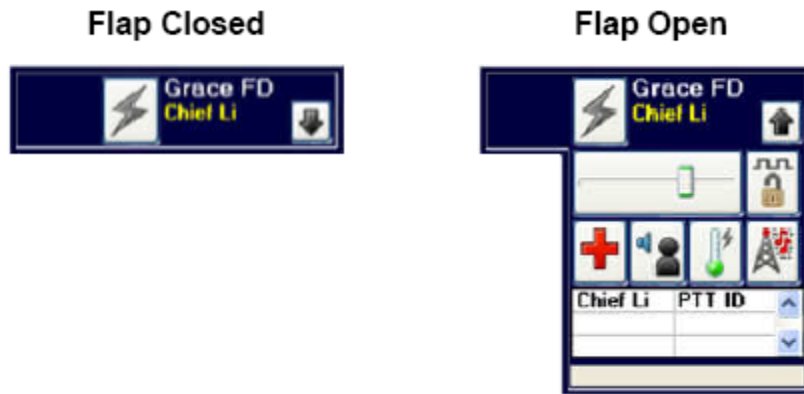 Flap Closed
Flap Open
Grace FD
Chief Li
Grace FD
Chief Li
Chief Li PTT ID